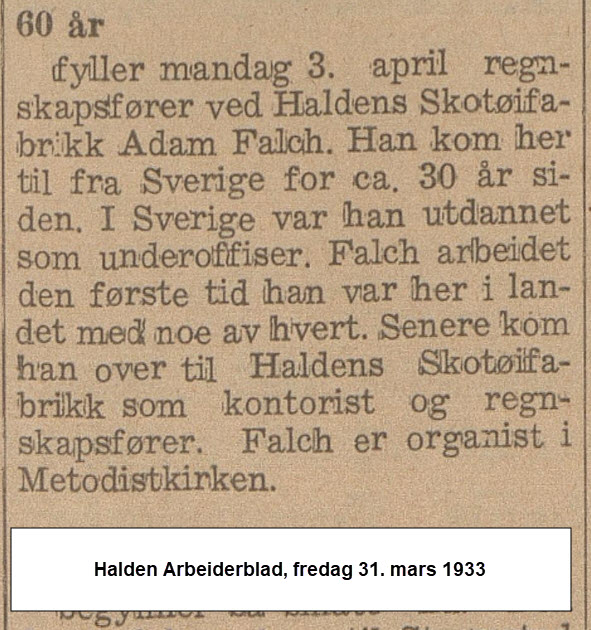 60 år
fyller mandag 3. april regn-
skapsfører ved Haldens Skotøifa-
brikk Adam Falch. Han kom her
til fra Sverige for ca. 30 år si-
den. I Sverige var han utdannet
som underoffiser. Falch arbeidet
den første tid han var her i lan-
det med noe av hvert. Senere kom
han over til Haldens Skotøifa-
brikk som kontorist og regn-
skapsfører. Falch er organist i
Metodistkirken.
Halden Arbeiderblad, fredag 31. mars 1933